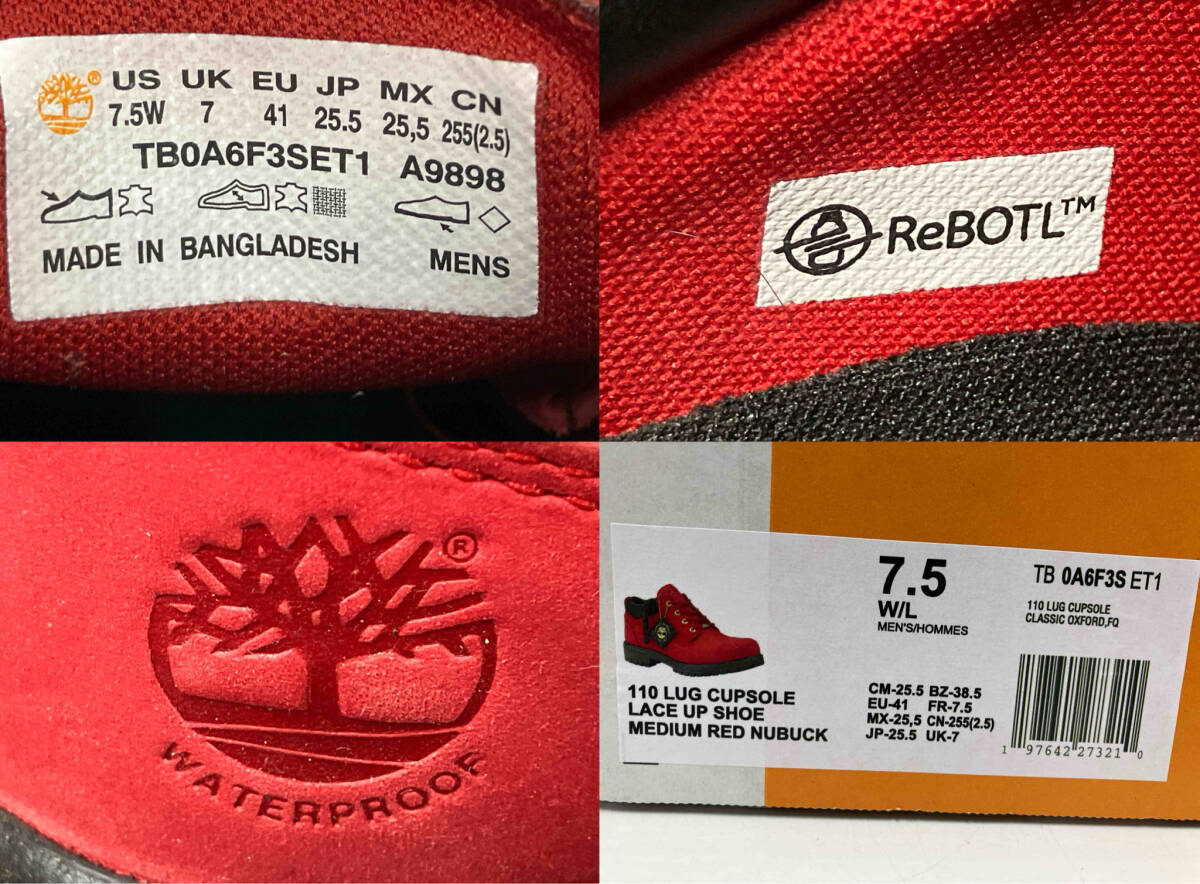 US UK EU JP MX CN
7.5W 7 41 25.5 25,5 255(2.5)
TB0A6F3SET1 A9898
MADE IN BANGLADESH MENS
ReBOTL™
®
WATERPROOF
7.5
W/L
MEN'S/HOMMES
TB 0A6F3S ET1
110 LUG CUPSOLE
CLASSIC OXFORD,FQ
110 LUG CUPSOLE
LACE UP SHOE
MEDIUM RED NUBUCK
CM-25.5 BZ-38.5
EU-41 FR-7.5
MX-25,5 CN-255(2.5)
JP-25.5 UK-7
1 97642 27321 0